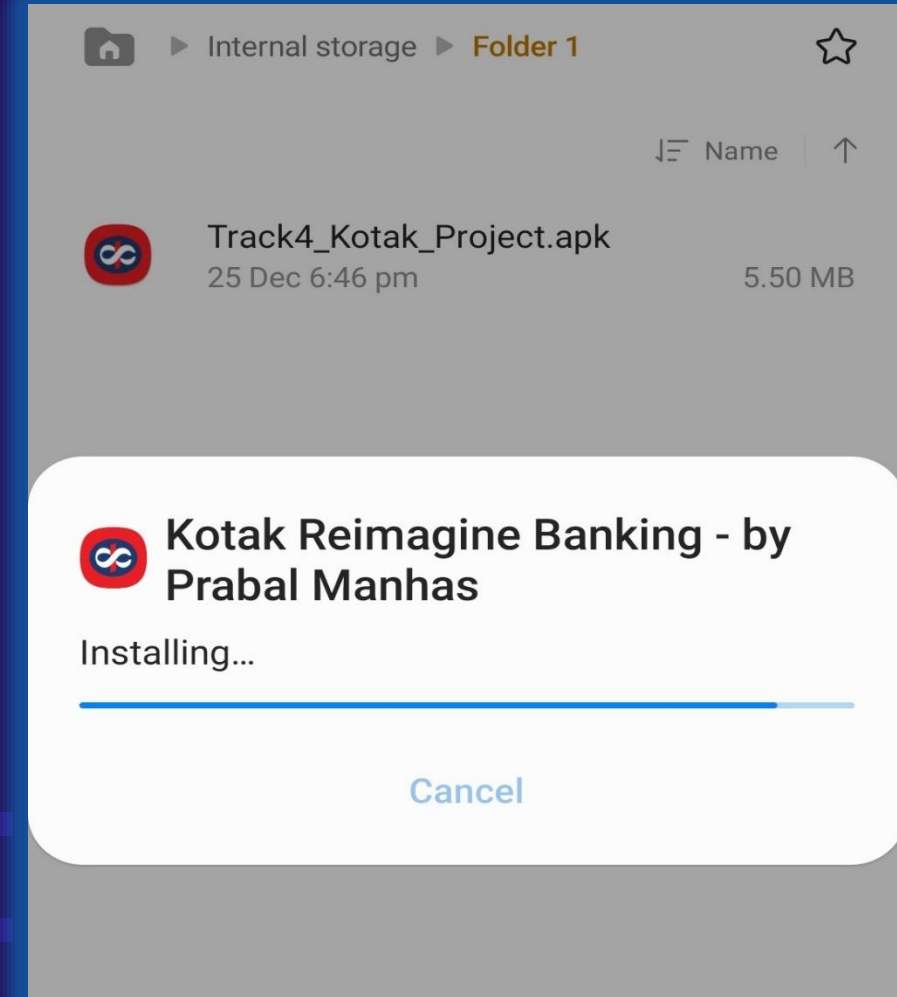 Internal storage Folder 1
Name
Track4_Kotak_Project.apk
25 Dec 6:46 pm 5.50 MB
Kotak Reimagine Banking - by
Prabal Manhas
Installing...
Cancel